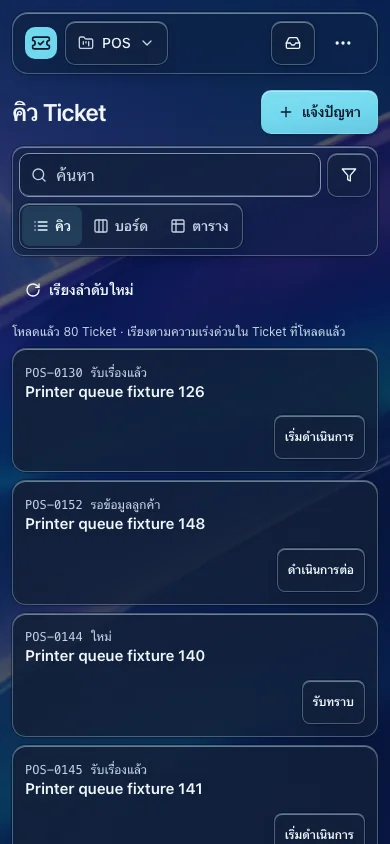 POS
คิว Ticket
แจ้งปัญหา
ค้นหา
คิว
บอร์ด
ตาราง
เรียงลำดับใหม่
โหลดแล้ว 80 Ticket · เรียงตามความเร่งด่วนใน Ticket ที่โหลดแล้ว
POS-0130 รับเรื่องแล้ว
Printer queue fixture 126
เริ่มดำเนินการ
POS-0152 รอข้อมูลลูกค้า
Printer queue fixture 148
ดำเนินการต่อ
POS-0144 ใหม่
Printer queue fixture 140
รับทราบ
POS-0145 รับเรื่องแล้ว
Printer queue fixture 141
เริ่มดำเนินการ